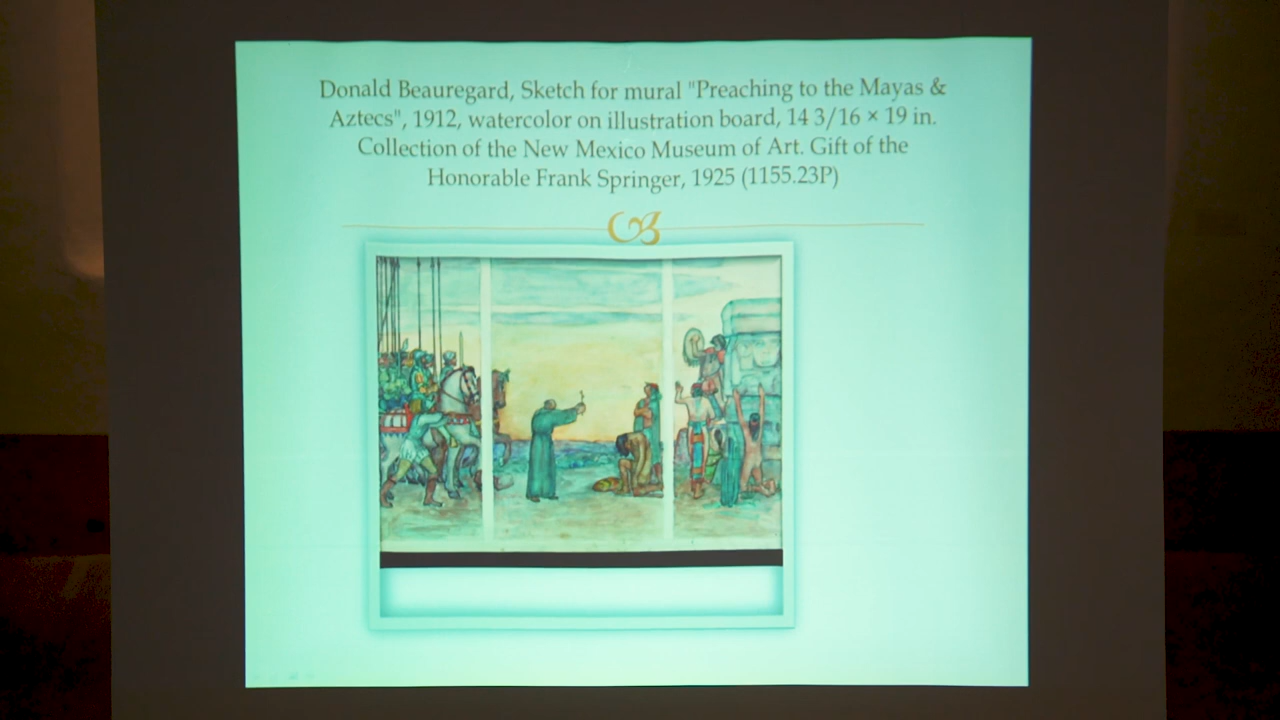 Donald Beauregard, Sketch for mural "Preaching to the Mayas &
Aztecs", 1912, watercolor on illustration board, 14 3/16 × 19 in.
Collection of the New Mexico Museum of Art. Gift of the
Honorable Frank Springer, 1925 (1155.23P)